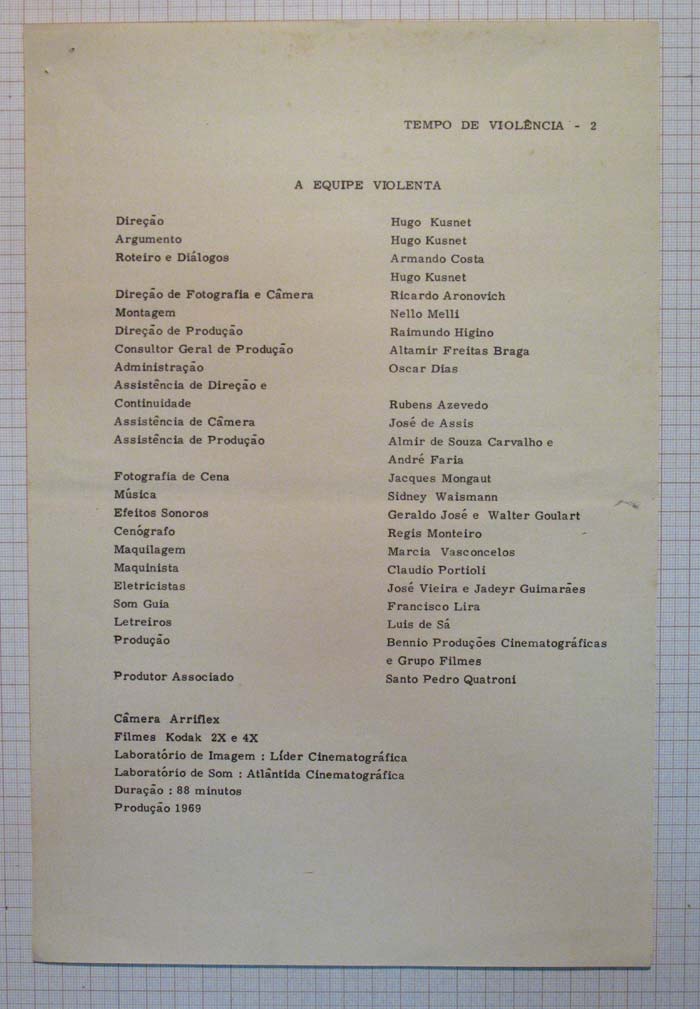 TEMPO DE VIOLÊNCIA - 2
A EQUIPE VIOLENTA
Direção Hugo Kusnet
Argumento Hugo Kusnet
Roteiro e Diálogos Armando Costa
Hugo Kusnet
Direção de Fotografia e Câmera Ricardo Aronovich
Montagem Nello Melli
Direção de Produção Raimundo Higino
Consultor Geral de Produção Altamir Freitas Braga
Administração Oscar Dias
Assistência de Direção e
Continuidade Rubens Azevedo
Assistência de Câmera José de Assis
Assistência de Produção Almir de Souza Carvalho e
André Faria
Fotografia de Cena Jacques Mongaut
Música Sidney Waismann
Efeitos Sonoros Geraldo José e Walter Goulart
Cenógrafo Regis Monteiro
Maquilagem Marcia Vasconcelos
Maquinista Claudio Portioli
Eletricistas José Vieira e Jadeyr Guimarães
Som Guia Francisco Lira
Letreiros Luis de Sá
Produção Bennio Produções Cinematográficas
e Grupo Filmes
Produtor Associado Santo Pedro Quatroni
Câmera Arriflex
Filmes Kodak 2X e 4X
Laboratório de Imagem : Líder Cinematográfica
Laboratório de Som : Atlântida Cinematográfica
Duração : 88 minutos
Produção 1969